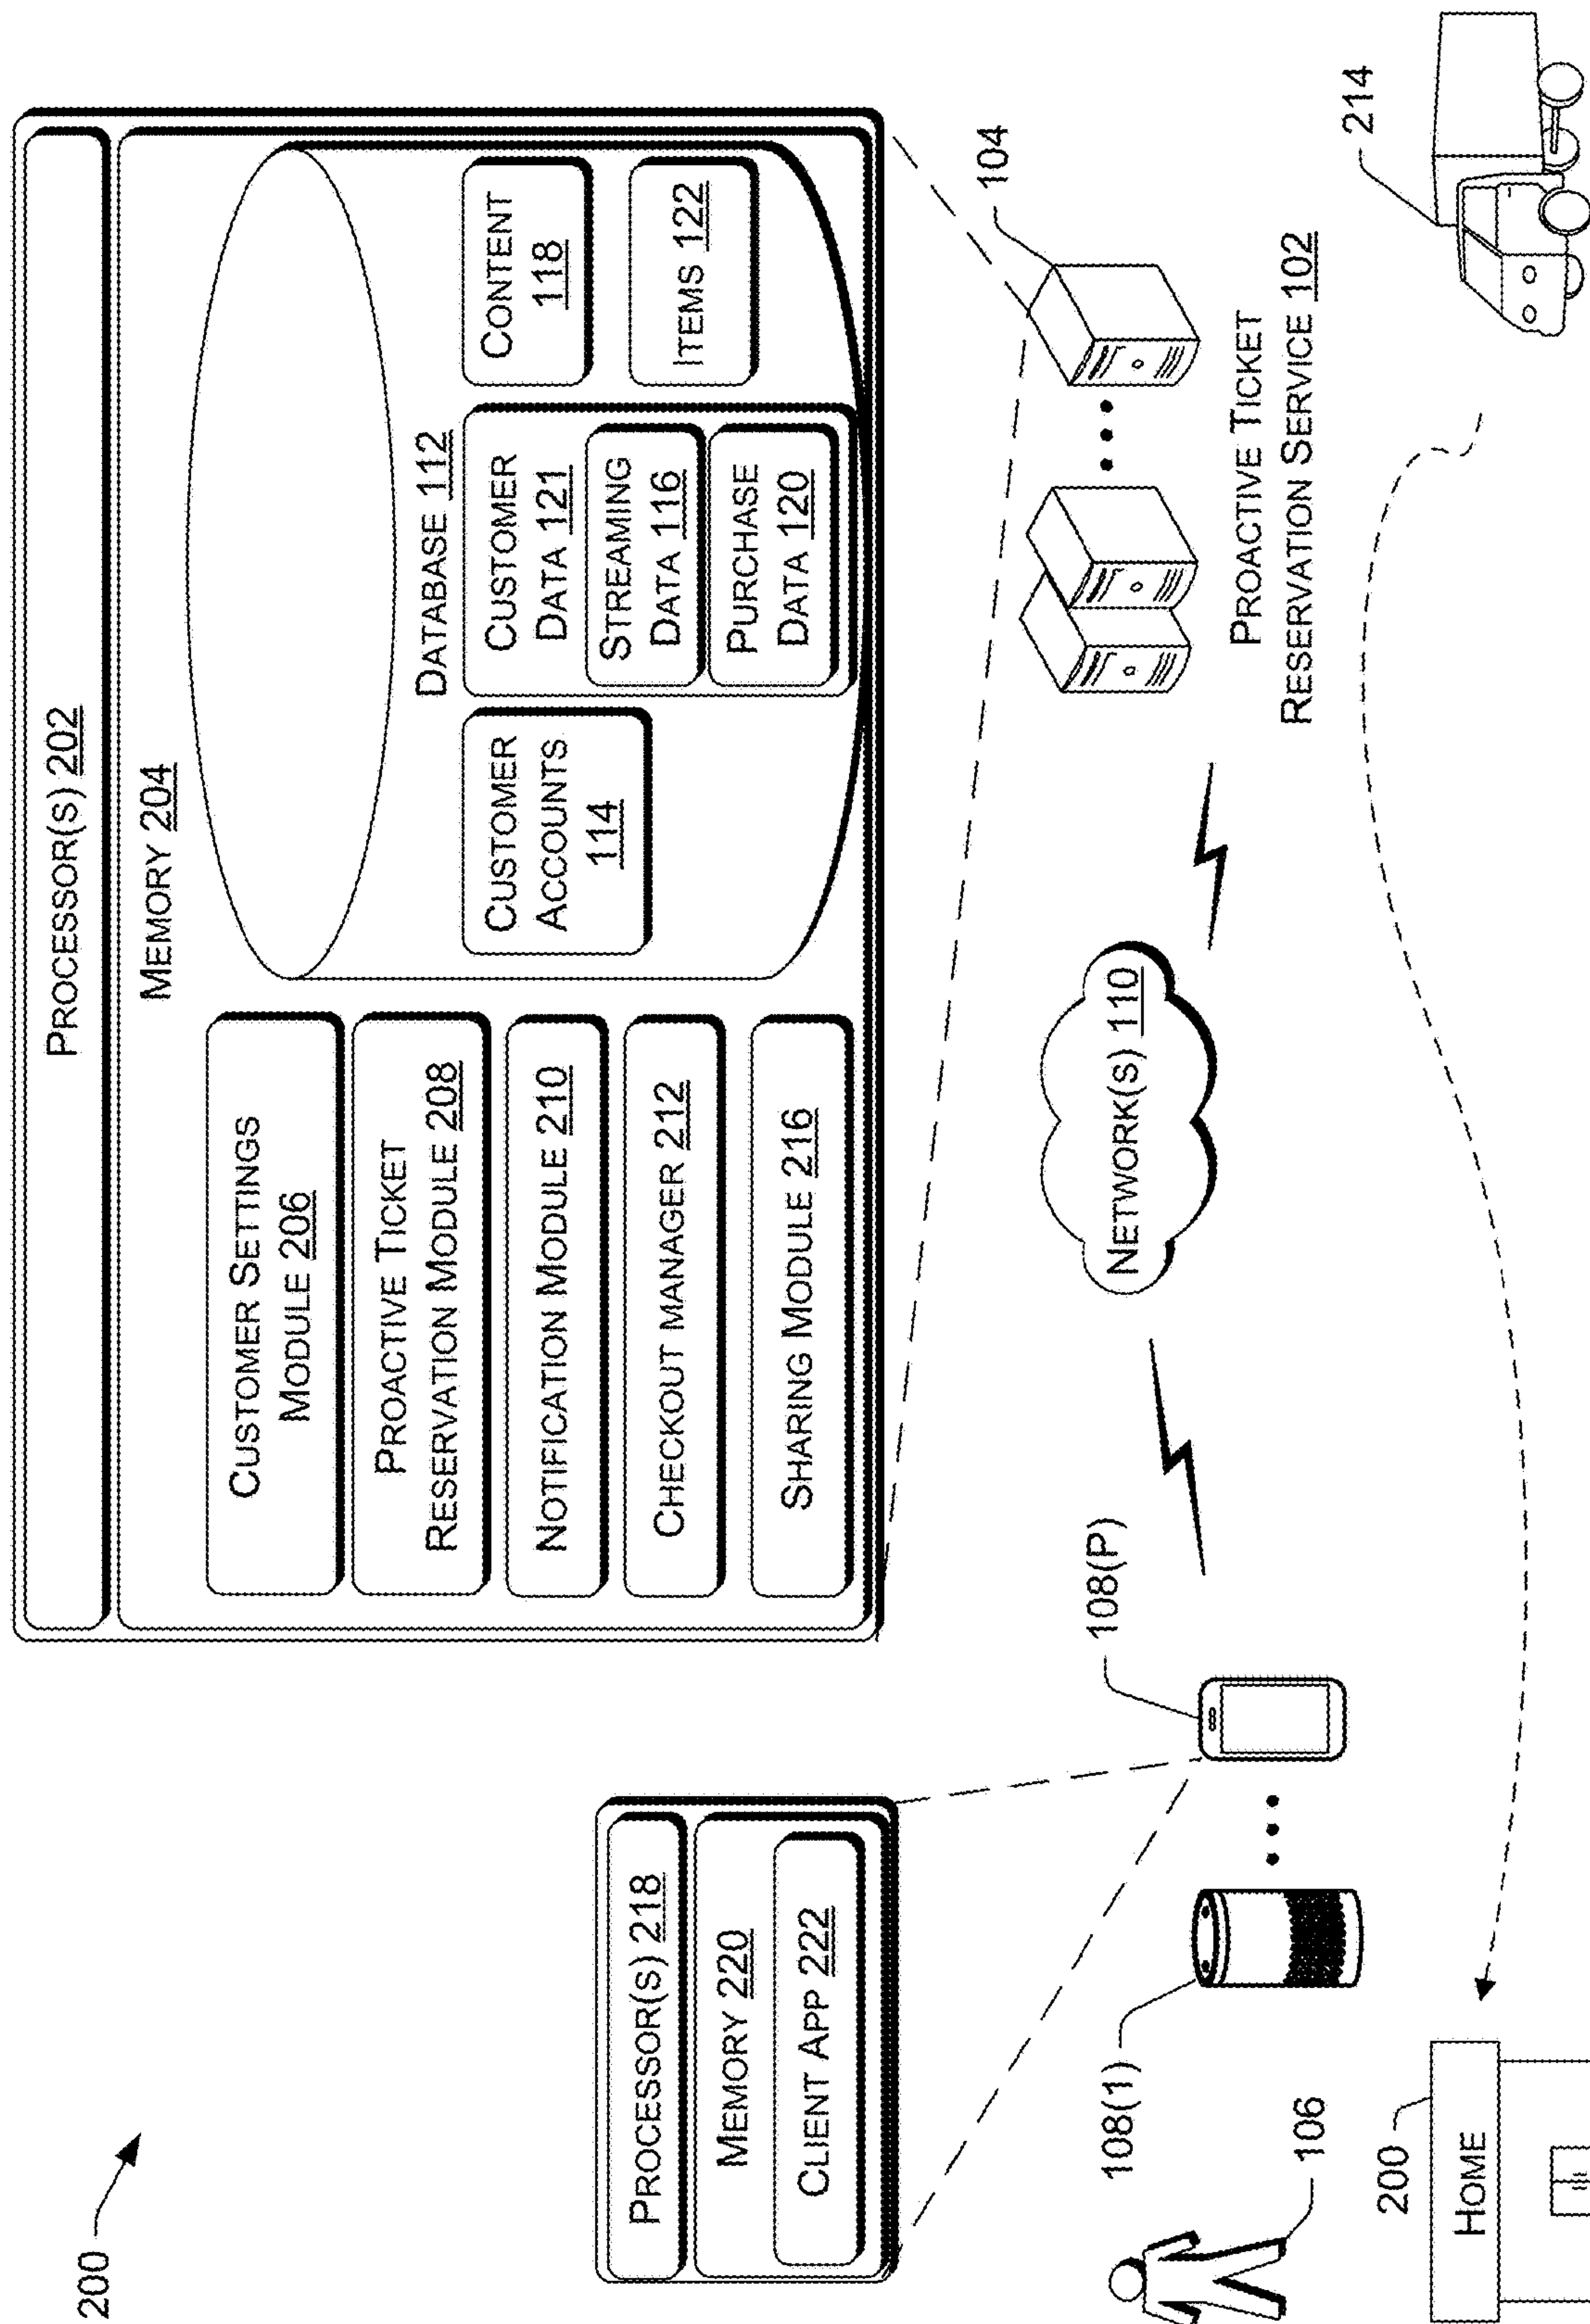 200
PROCESSOR(S) 202
MEMORY 204
CUSTOMER SETTINGS
MODULE 206
PROACTIVE TICKET
RESERVATION MODULE 208
NOTIFICATION MODULE 210
CHECKOUT MANAGER 212
SHARING MODULE 216
DATABASE 112
CUSTOMER
ACCOUNTS
114
CUSTOMER
DATA 121
STREAMING
DATA 116
PURCHASE
DATA 120
CONTENT
118
ITEMS 122
PROCESSOR(S) 218
MEMORY 220
CLIENT APP 222
104
108(P)
NETWORK(S) 110
108(1)
106
PROACTIVE TICKET
RESERVATION SERVICE 102
214
200
HOME